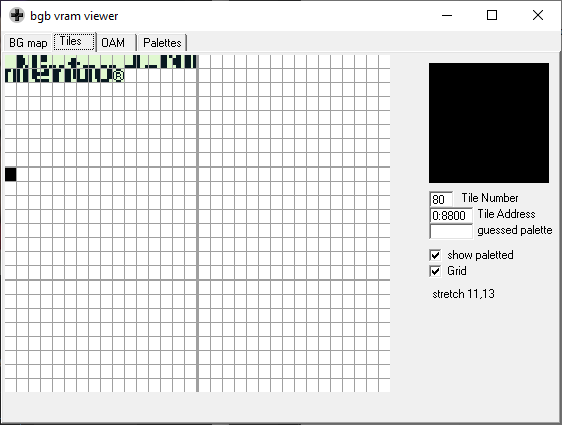 bgb vram viewer
BG map Tiles OAM Palettes
80 Tile Number
0:8800 Tile Address
guessed palette
show paletted
Grid
stretch 11,13
®